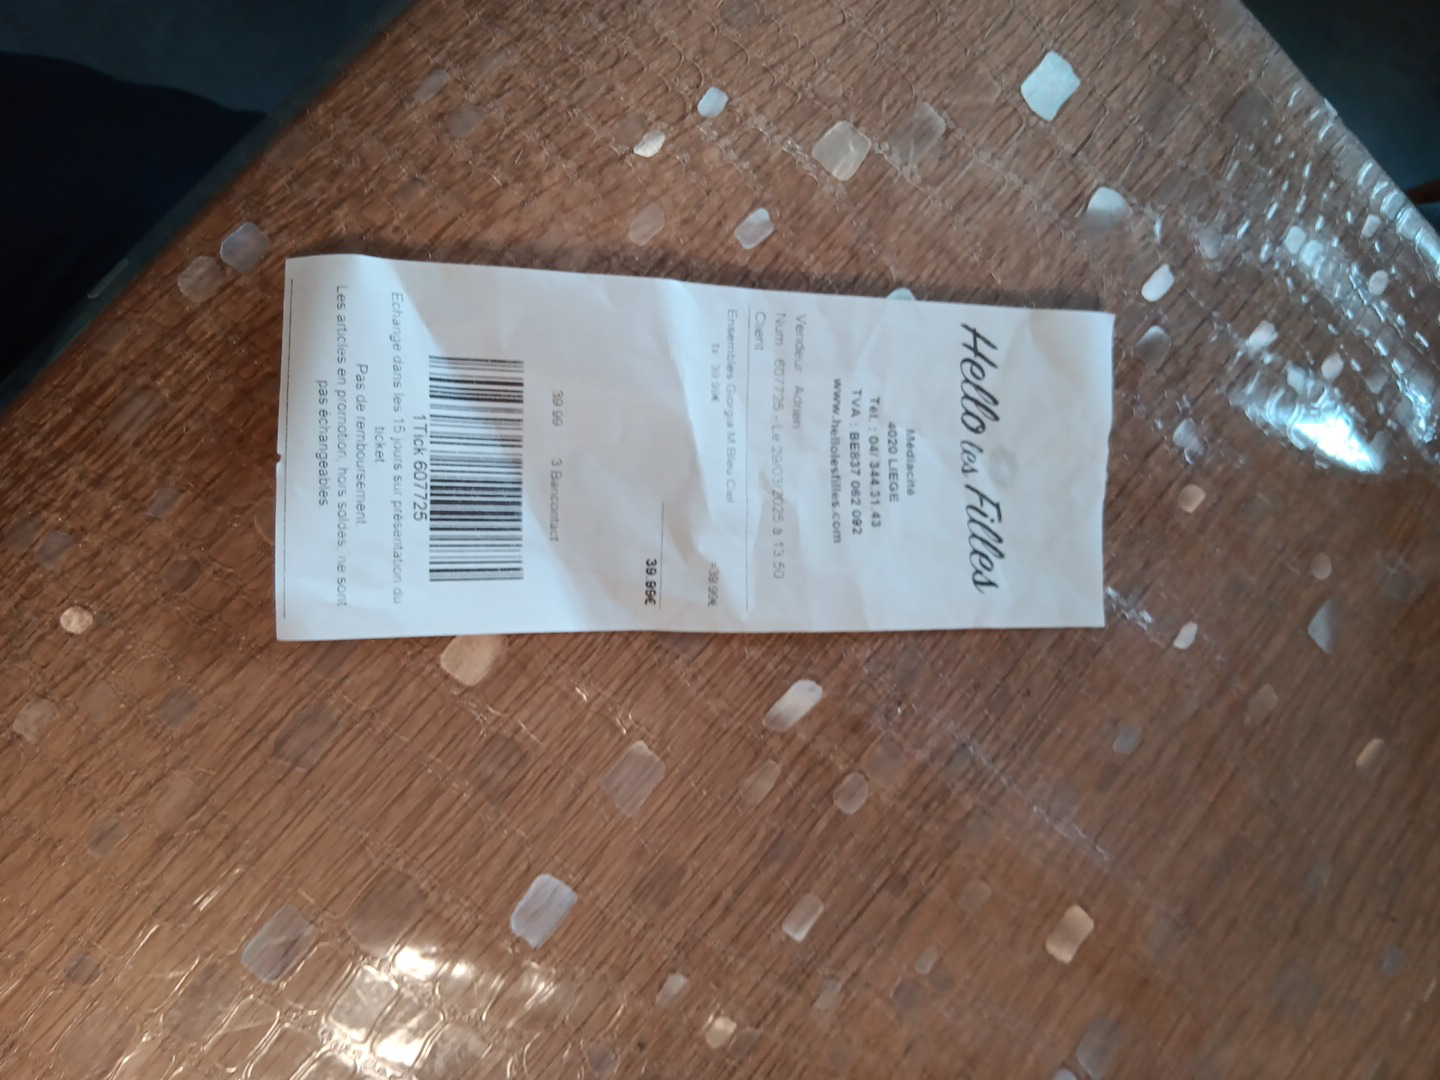 Hello les Filles
Médiacité
4020 LIEGE
Tél. : 04/ 344.31.43
TVA : BE837 062 092
www.hellolesfilles.com
Vendeur Adrien
Num 607725 - Le 29/03/2025 à 13:50
Client
Ensembles Giorgia M Bleu Ciel
1x 39.99€ =39.99€
39.99€
39.99 3 Bancontact
1Tick 607725
Echange dans les 15 jours sur présentation du
ticket
Pas de remboursement.
Les articles en promotion, hors soldes, ne sont
pas échangeables.